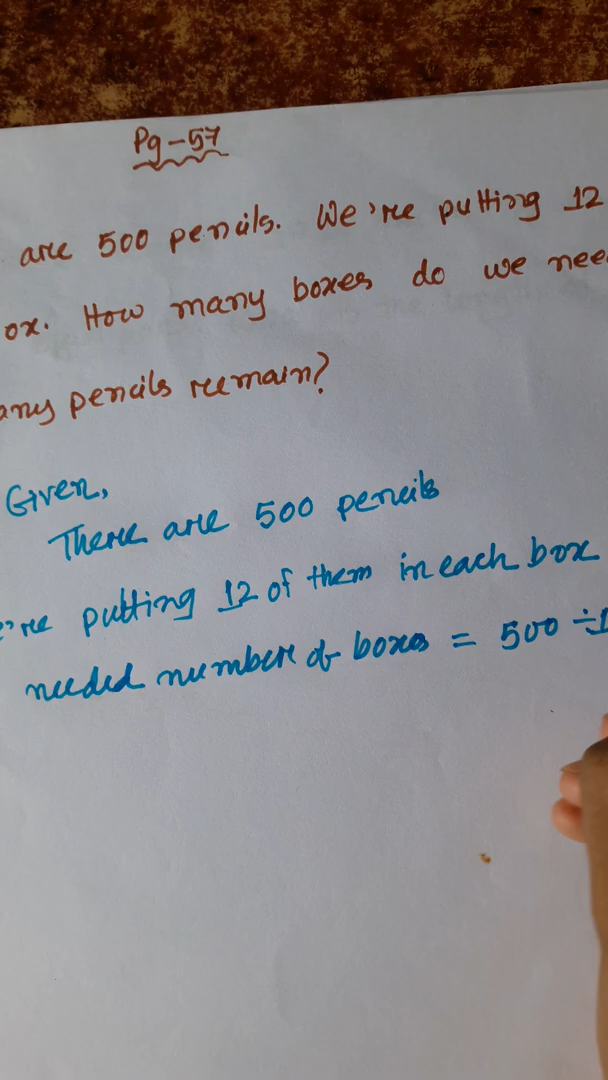 Pg-57
are 500 pencils. We're putting 12
ox. How many boxes do we nee
any pencils remain?
Given,
There are 500 pencils
're putting 12 of them in each box
needed number of boxes = 500 ÷1